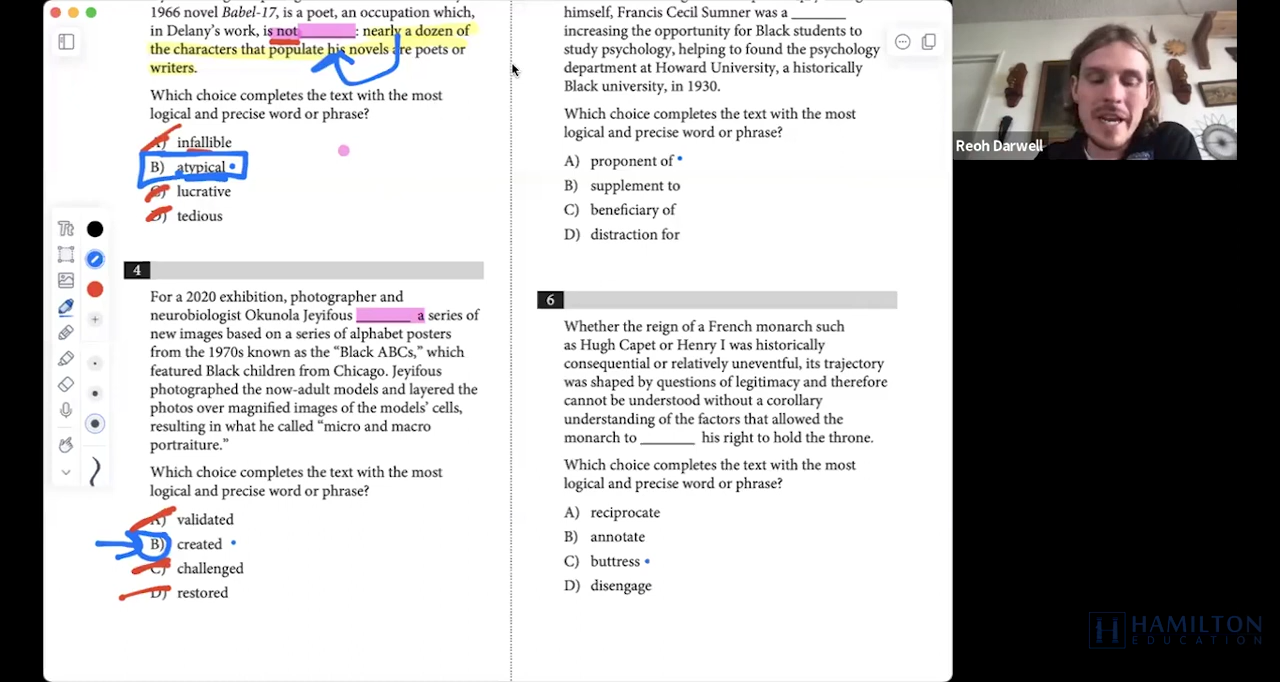 1966 novel Babel-17, is a poet, an occupation which,
in Delany's work, is not ______: nearly a dozen of
the characters that populate his novels are poets or
writers.
Which choice completes the text with the most
logical and precise word or phrase?
A) infallible
B) atypical
C) lucrative
D) tedious
4
For a 2020 exhibition, photographer and
neurobiologist Okunola Jeyifous ______ a series of
new images based on a series of alphabet posters
from the 1970s known as the “Black ABCs,” which
featured Black children from Chicago. Jeyifous
photographed the now-adult models and layered the
photos over magnified images of the models' cells,
resulting in what he called “micro and macro
portraiture.”
Which choice completes the text with the most
logical and precise word or phrase?
A) validated
B) created
C) challenged
D) restored
himself, Francis Cecil Sumner was a ______
increasing the opportunity for Black students to
study psychology, helping to found the psychology
department at Howard University, a historically
Black university, in 1930.
Which choice completes the text with the most
logical and precise word or phrase?
A) proponent of
B) supplement to
C) beneficiary of
D) distraction for
6
Whether the reign of a French monarch such
as Hugh Capet or Henry I was historically
consequential or relatively uneventful, its trajectory
was shaped by questions of legitimacy and therefore
cannot be understood without a corollary
understanding of the factors that allowed the
monarch to ______ his right to hold the throne.
Which choice completes the text with the most
logical and precise word or phrase?
A) reciprocate
B) annotate
C) buttress
D) disengage
Tt
Reoh Darwell
H HAMILTON
EDUCATION